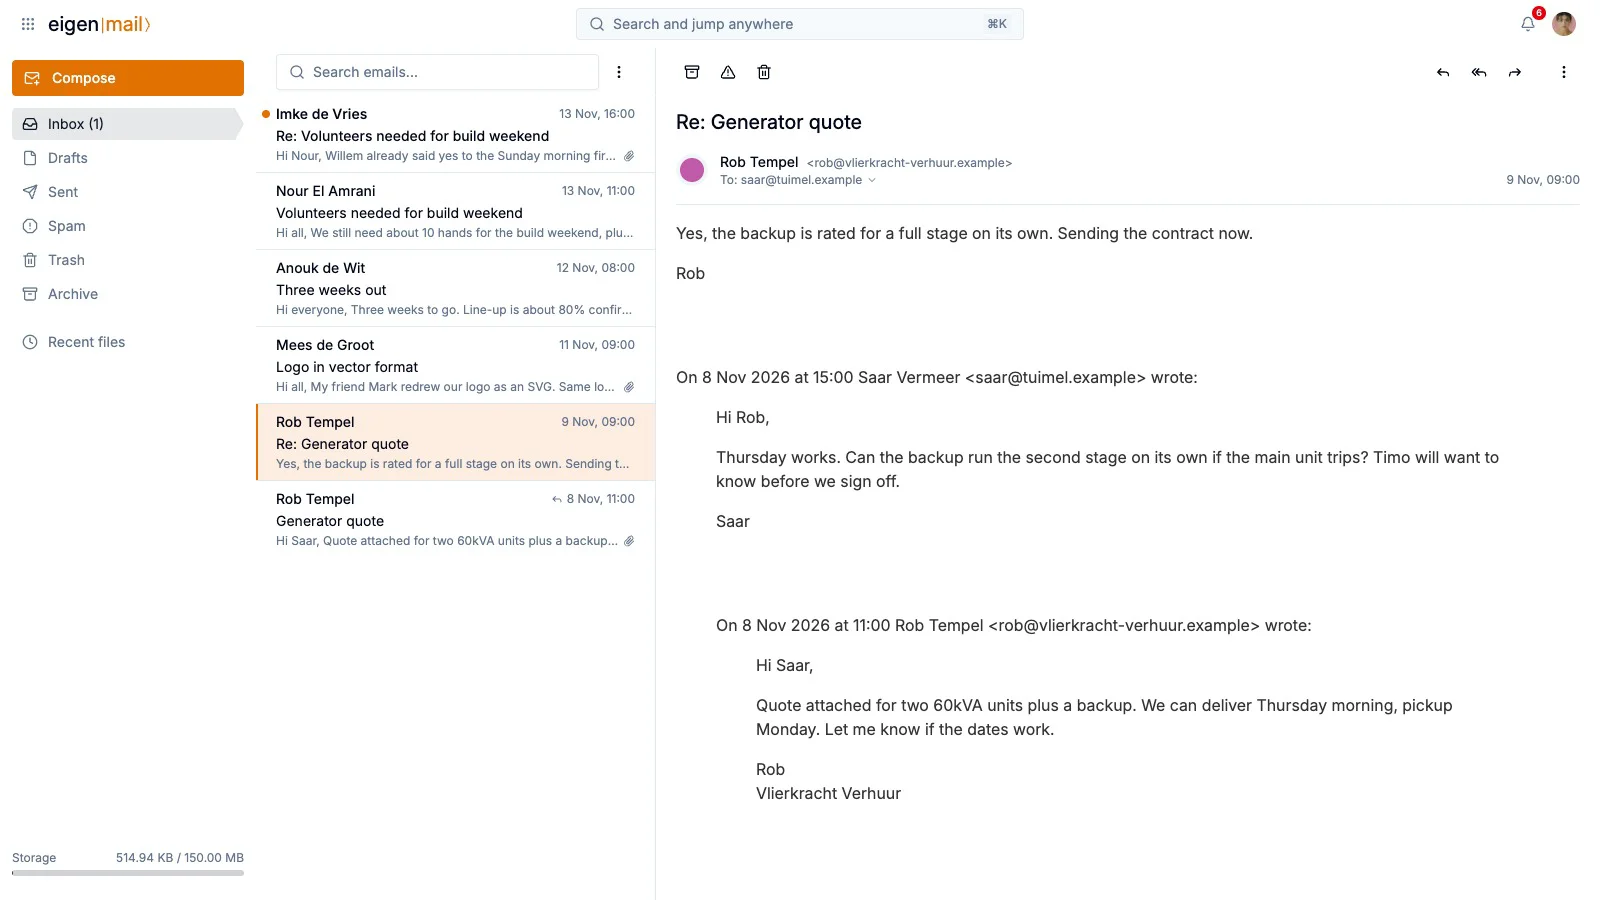 eigen|mail⟩
Search and jump anywhere ⌘K
6
Compose
Inbox (1)
Drafts
Sent
Spam
Trash
Archive
Recent files
Storage 514.94 KB / 150.00 MB
Search emails...
Imke de Vries 13 Nov, 16:00
Re: Volunteers needed for build weekend
Hi Nour, Willem already said yes to the Sunday morning fir...
Nour El Amrani 13 Nov, 11:00
Volunteers needed for build weekend
Hi all, We still need about 10 hands for the build weekend, plu...
Anouk de Wit 12 Nov, 08:00
Three weeks out
Hi everyone, Three weeks to go. Line-up is about 80% confir...
Mees de Groot 11 Nov, 09:00
Logo in vector format
Hi all, My friend Mark redrew our logo as an SVG. Same lo...
Rob Tempel 9 Nov, 09:00
Re: Generator quote
Yes, the backup is rated for a full stage on its own. Sending t...
Rob Tempel 8 Nov, 11:00
Generator quote
Hi Saar, Quote attached for two 60kVA units plus a backup...
Re: Generator quote
Rob Tempel <rob@vlierkracht-verhuur.example>
To: saar@tuimel.example
9 Nov, 09:00
Yes, the backup is rated for a full stage on its own. Sending the contract now.
Rob
On 8 Nov 2026 at 15:00 Saar Vermeer <saar@tuimel.example> wrote:
Hi Rob,
Thursday works. Can the backup run the second stage on its own if the main unit trips? Timo will want to
know before we sign off.
Saar
On 8 Nov 2026 at 11:00 Rob Tempel <rob@vlierkracht-verhuur.example> wrote:
Hi Saar,
Quote attached for two 60kVA units plus a backup. We can deliver Thursday morning, pickup
Monday. Let me know if the dates work.
Rob
Vlierkracht Verhuur